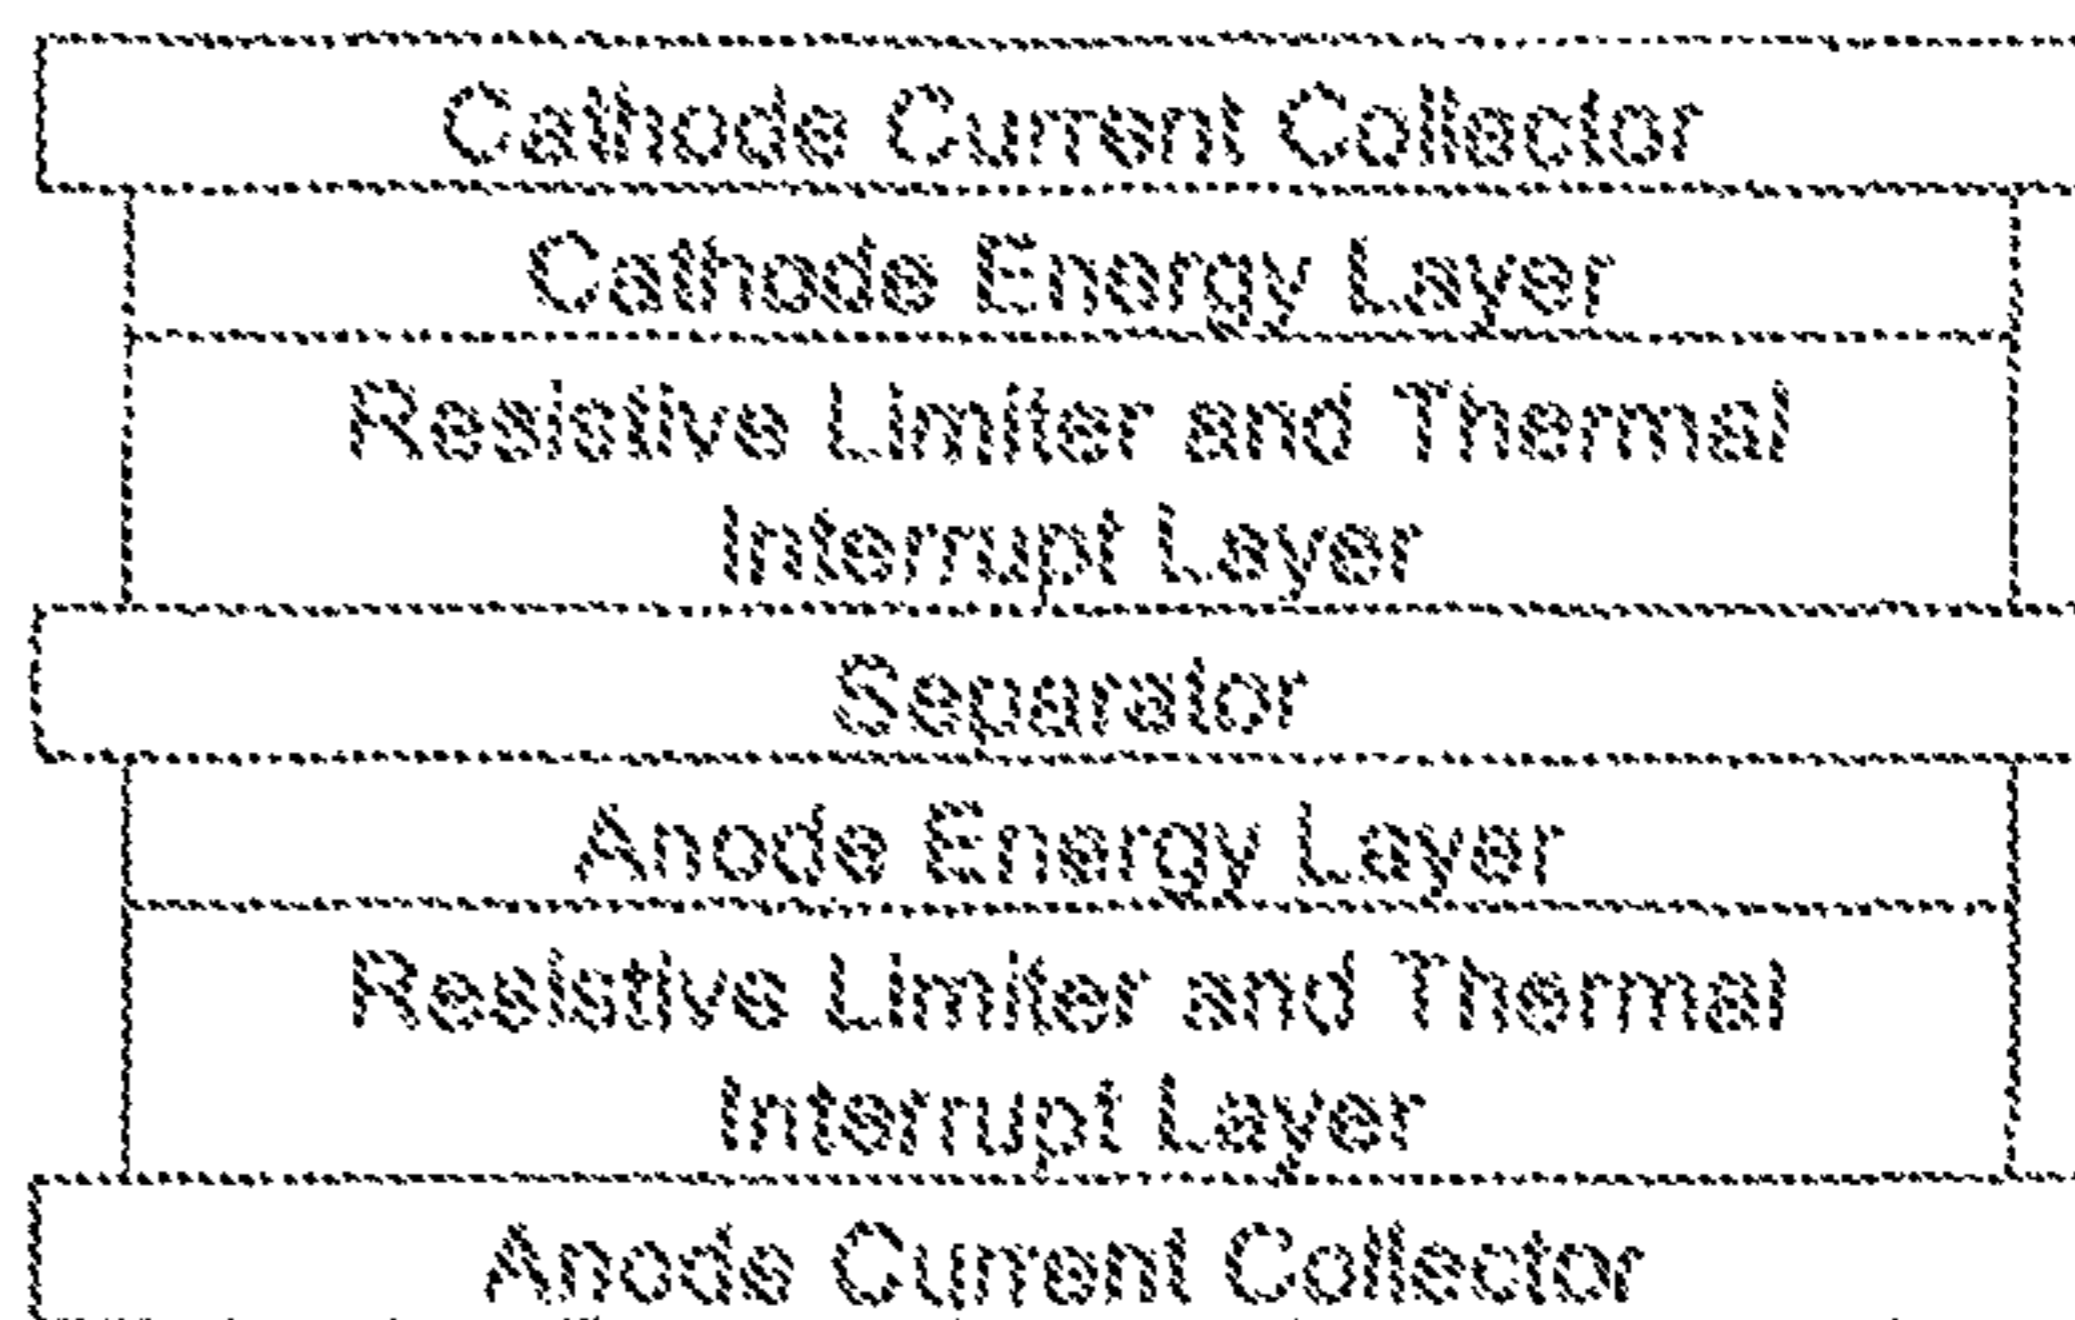 Cathode Current Collector
Cathode Energy Layer
Resistive Limiter and Thermal
Interrupt Layer
Separator
Anode Energy Layer
Resistive Limiter and Thermal
Interrupt Layer
Anode Current Collector